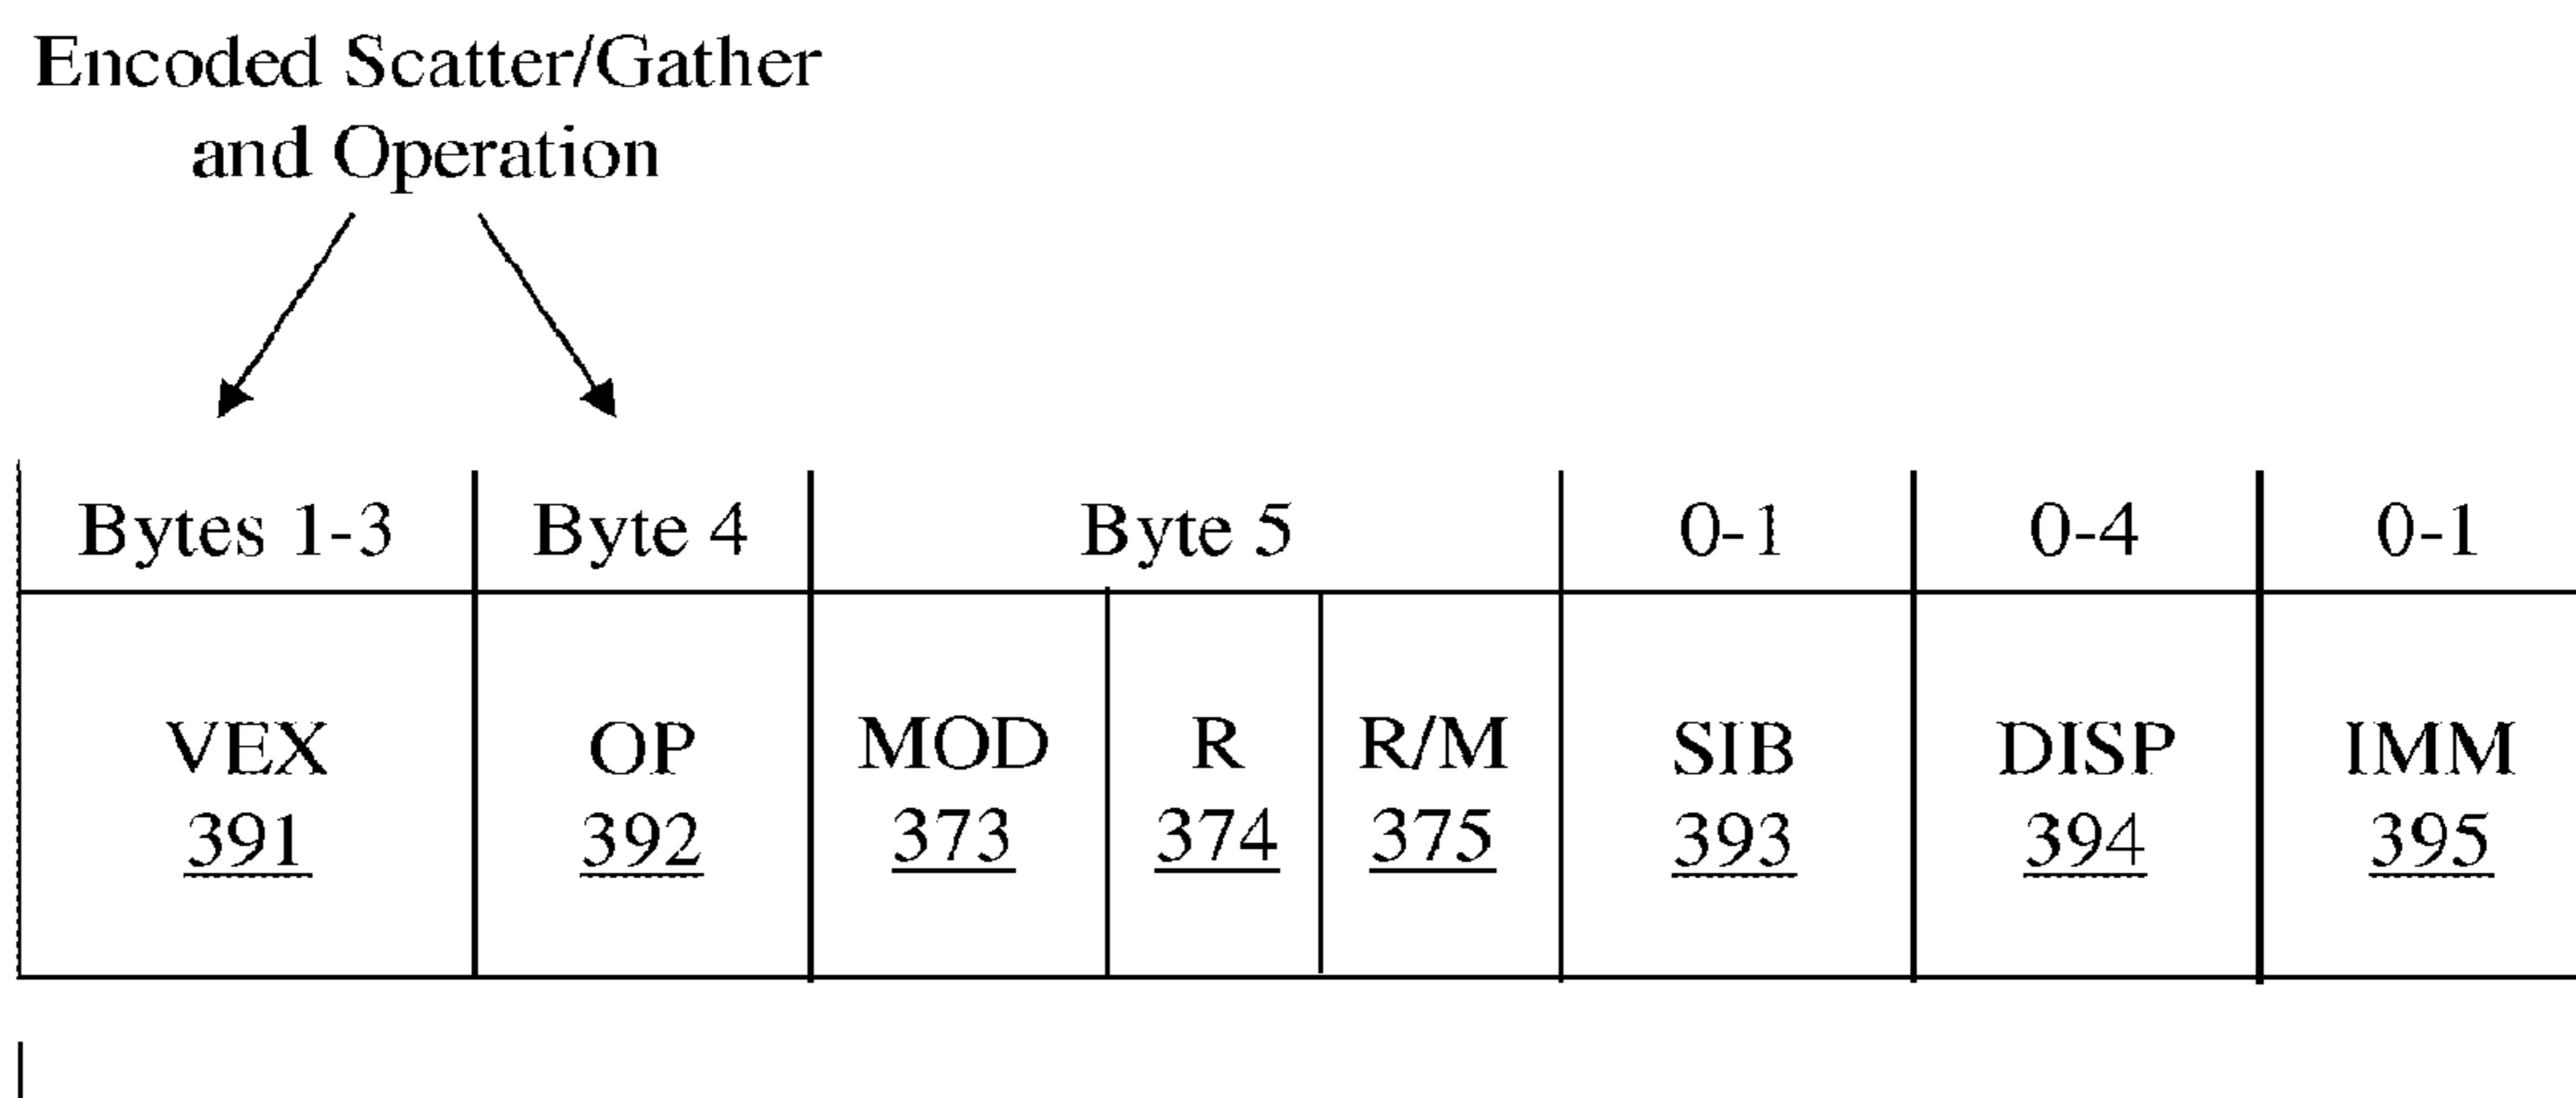 Encoded Scatter/Gather
and Operation
Bytes 1-3 Byte 4 Byte 5 0-1 0-4 0-1
VEX OP MOD R R/M SIB DISP IMM
391 392 373 374 375 393 394 395